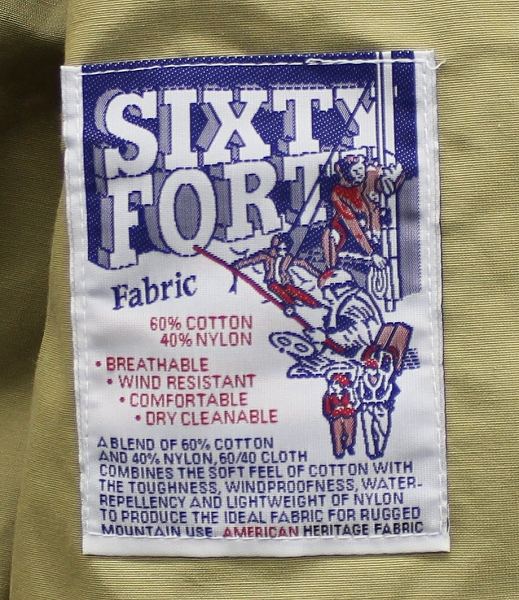 SIXTY
FORTY
Fabric
60% COTTON
40% NYLON
• BREATHABLE
• WIND RESISTANT
• COMFORTABLE
• DRY CLEANABLE
A BLEND OF 60% COTTON
AND 40% NYLON, 60/40 CLOTH
COMBINES THE SOFT FEEL OF COTTON WITH
THE TOUGHNESS, WINDPROOFNESS, WATER-
REPELLENCY AND LIGHTWEIGHT OF NYLON
TO PRODUCE THE IDEAL FABRIC FOR RUGGED
MOUNTAIN USE. AMERICAN HERITAGE FABRIC